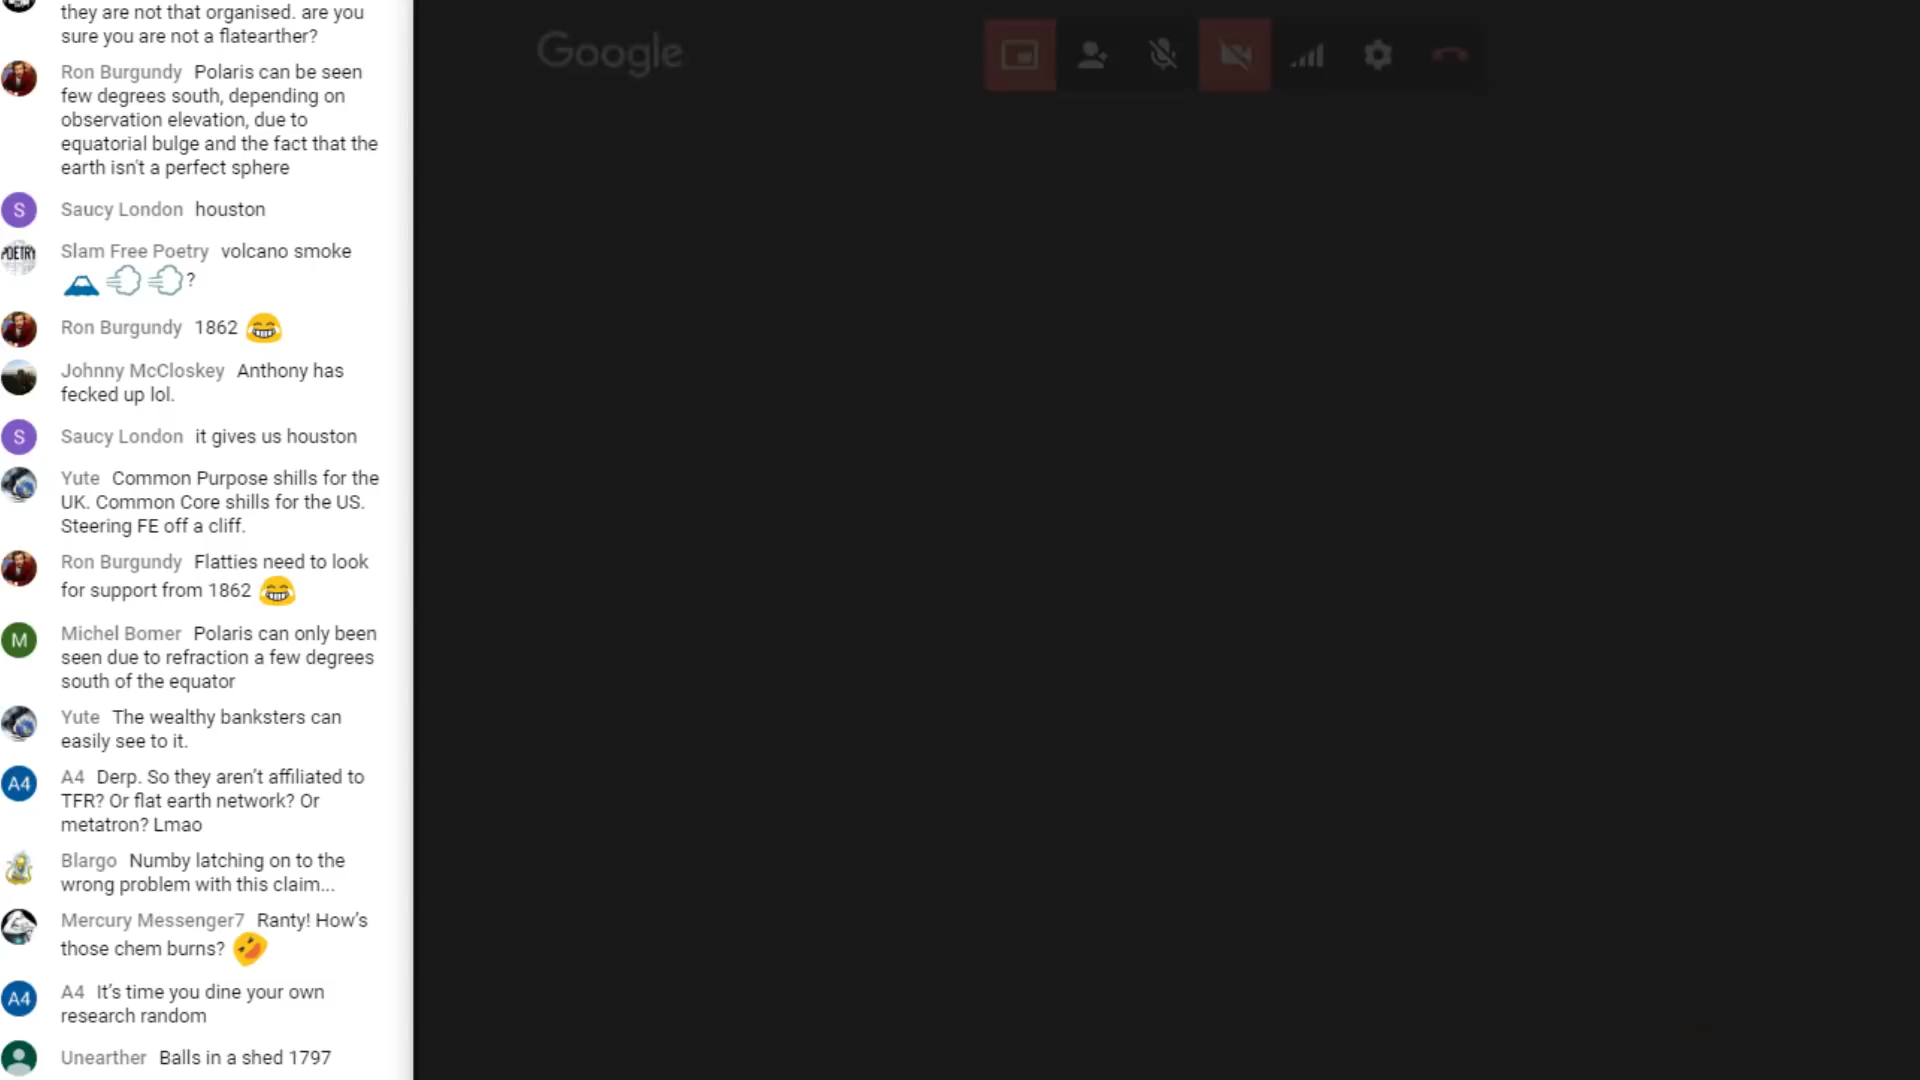 they are not that organised. are you
sure you are not a flatearther?
Ron Burgundy Polaris can be seen
few degrees south, depending on
observation elevation, due to
equatorial bulge and the fact that the
earth isn't a perfect sphere
S Saucy London houston
POETRY Slam Free Poetry volcano smoke
?
Ron Burgundy 1862
Johnny McCloskey Anthony has
fecked up lol.
S Saucy London it gives us houston
Yute Common Purpose shills for the
UK. Common Core shills for the US.
Steering FE off a cliff.
Ron Burgundy Flatties need to look
for support from 1862
M Michel Bomer Polaris can only been
seen due to refraction a few degrees
south of the equator
Yute The wealthy banksters can
easily see to it.
A4 A4 Derp. So they aren’t affiliated to
TFR? Or flat earth network? Or
metatron? Lmao
Blargo Numby latching on to the
wrong problem with this claim...
Mercury Messenger7 Ranty! How’s
those chem burns?
A4 A4 It’s time you dine your own
research random
Unearther Balls in a shed 1797
Google